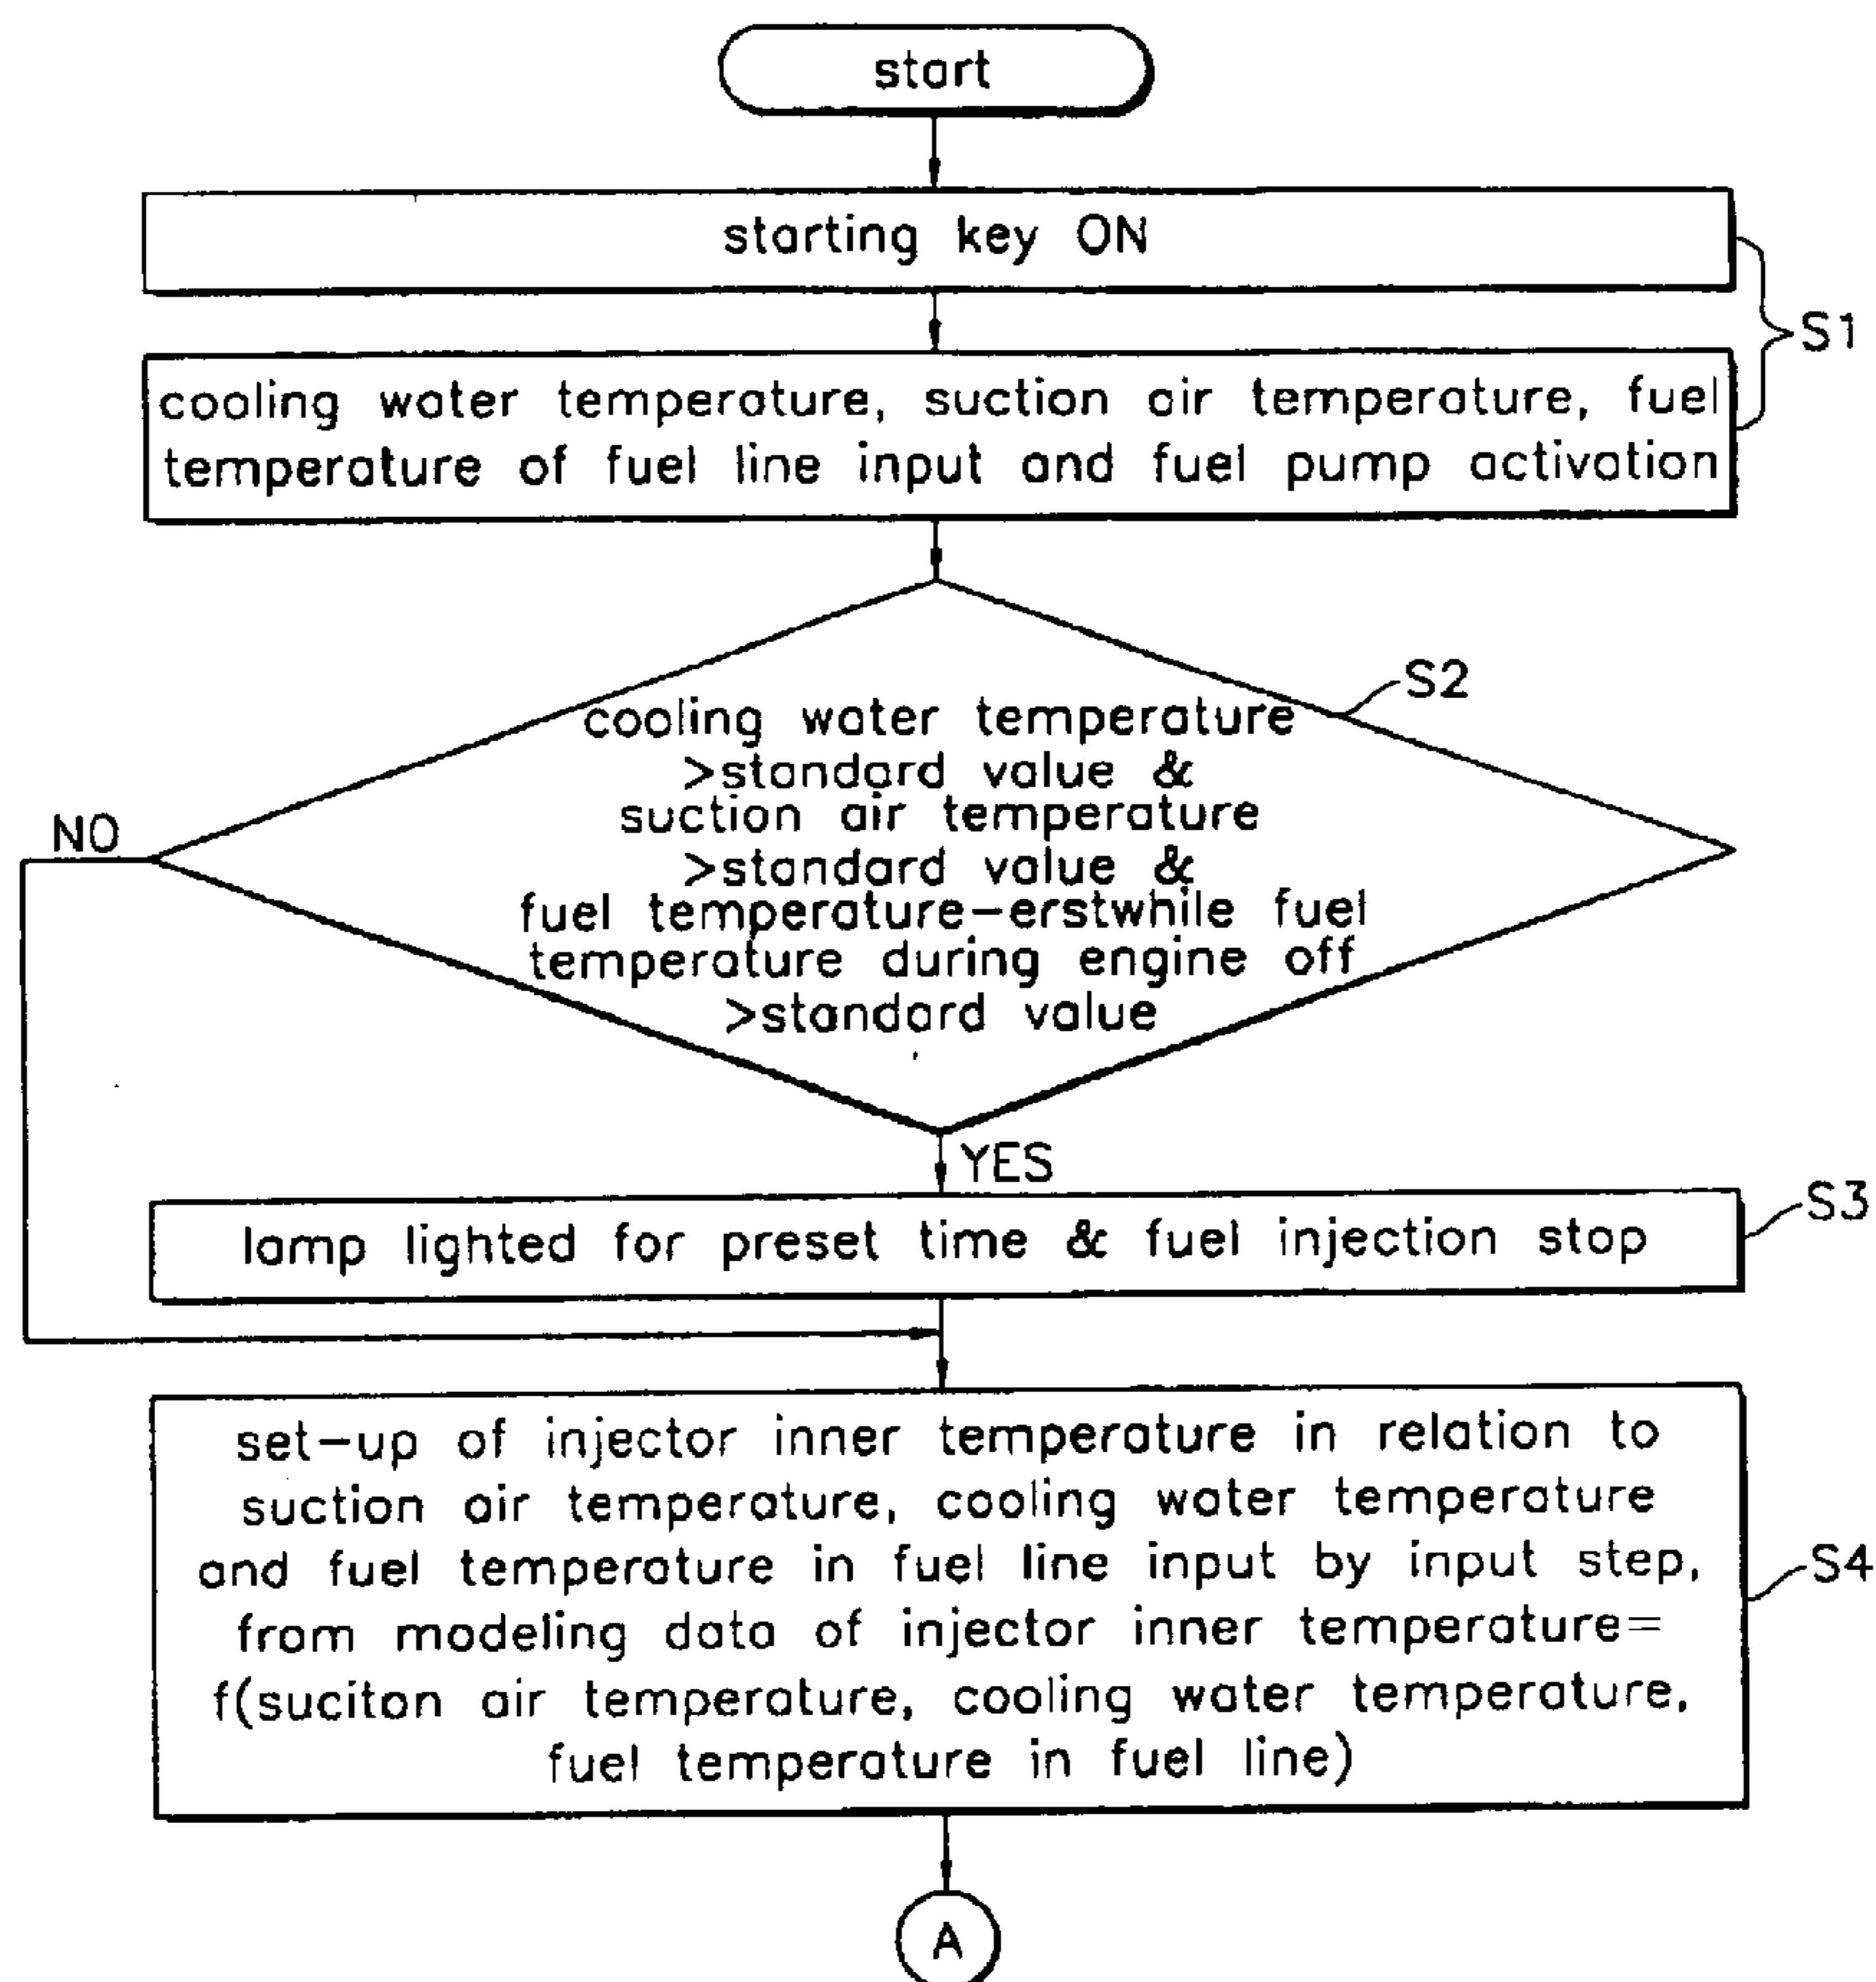 start
starting key ON
S1
cooling water temperature, suction air temperature, fuel
temperature of fuel line input and fuel pump activation
S2
cooling water temperature
>standard value &
suction air temperature
>standard value &
fuel temperature-erstwhile fuel
temperature during engine off
>standard value
NO
YES
S3
lamp lighted for preset time & fuel injection stop
set-up of injector inner temperature in relation to
suction air temperature, cooling water temperature
and fuel temperature in fuel line input by input step,
from modeling data of injector inner temperature=
f(suciton air temperature, cooling water temperature,
fuel temperature in fuel line)
S4
A